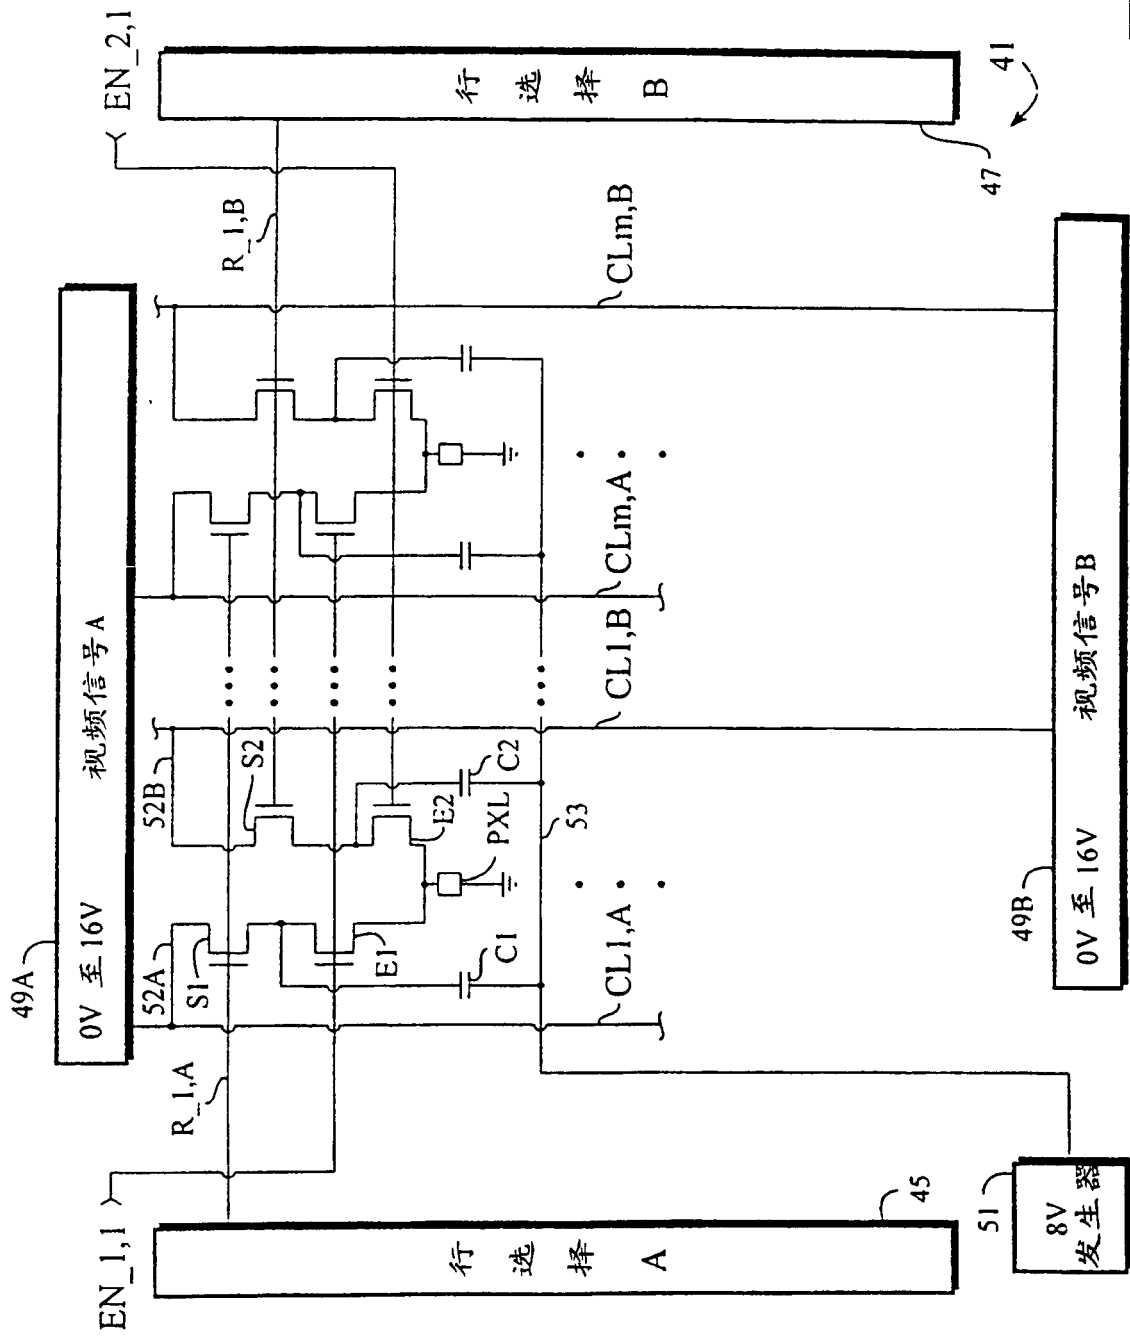 49A
0V 至 16V
视频信号 A
EN_1,1
EN_2,1
R_1,A
52A
52B
R_1,B
S1
S2
E1
E2
C1
C2
PXL
53
CL1,A
CL1,B
CLm,A
CLm,B
行选择 A
45
行选择 B
47
41
51
8V
发生器
49B
0V 至 16V
视频信号 B